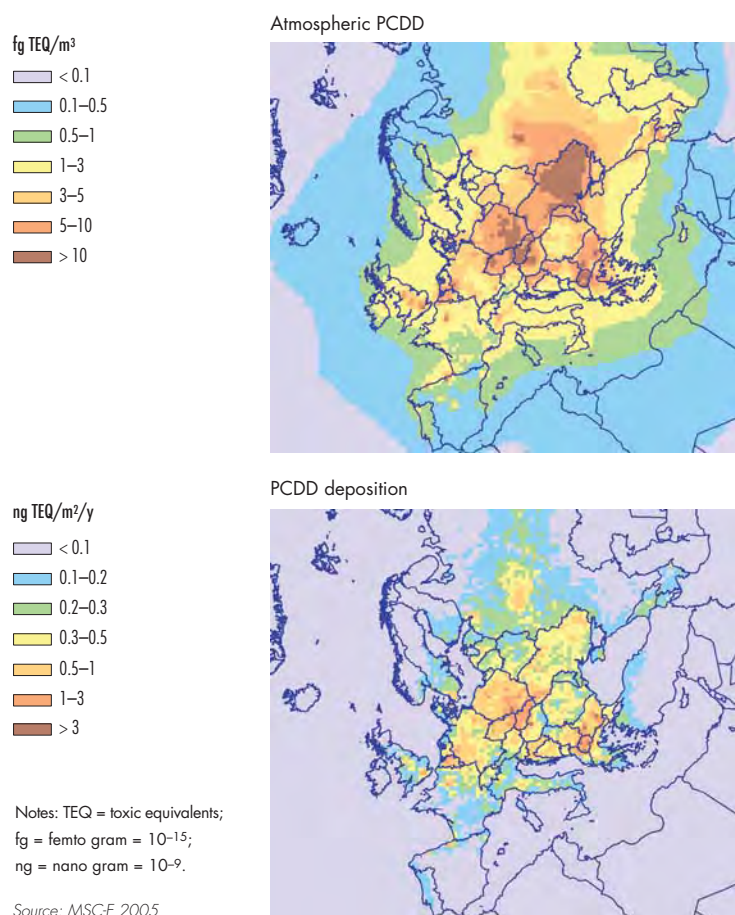 Atmospheric PCDD
fg TEQ/m³
< 0.1
0.1–0.5
0.5–1
1–3
3–5
5–10
> 10
PCDD deposition
ng TEQ/m²/y
< 0.1
0.1–0.2
0.2–0.3
0.3–0.5
0.5–1
1–3
> 3
Notes: TEQ = toxic equivalents;
fg = femto gram = 10⁻¹⁵;
ng = nano gram = 10⁻⁹.
Source: MSC-E 2005